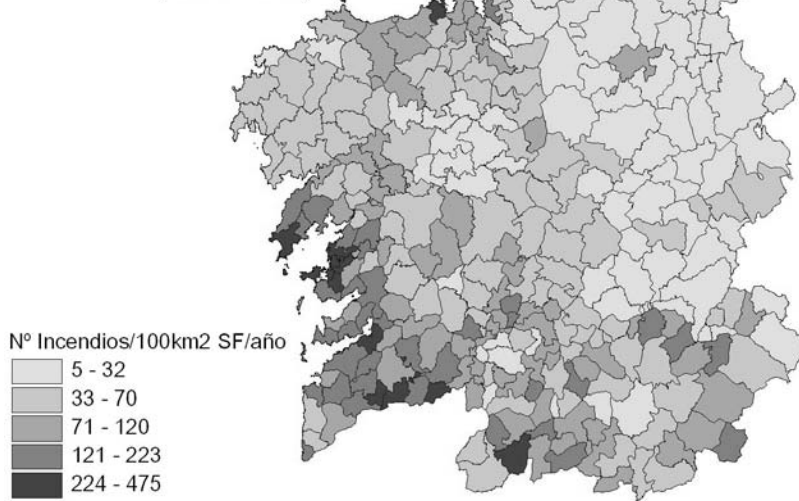 Nº Incendios/100km2 SF/año
5 - 32
33 - 70
71 - 120
121 - 223
224 - 475